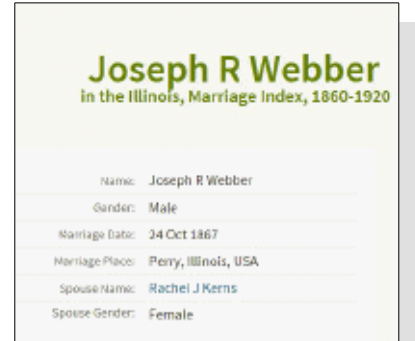 Joseph R Webber
in the Illinois, Marriage Index, 1860-1920
Name: Joseph R Webber
Gender: Male
Marriage Date: 24 Oct 1867
Marriage Place: Perry, Illinois, USA
Spouse Name: Rachel J Kerns
Spouse Gender: Female